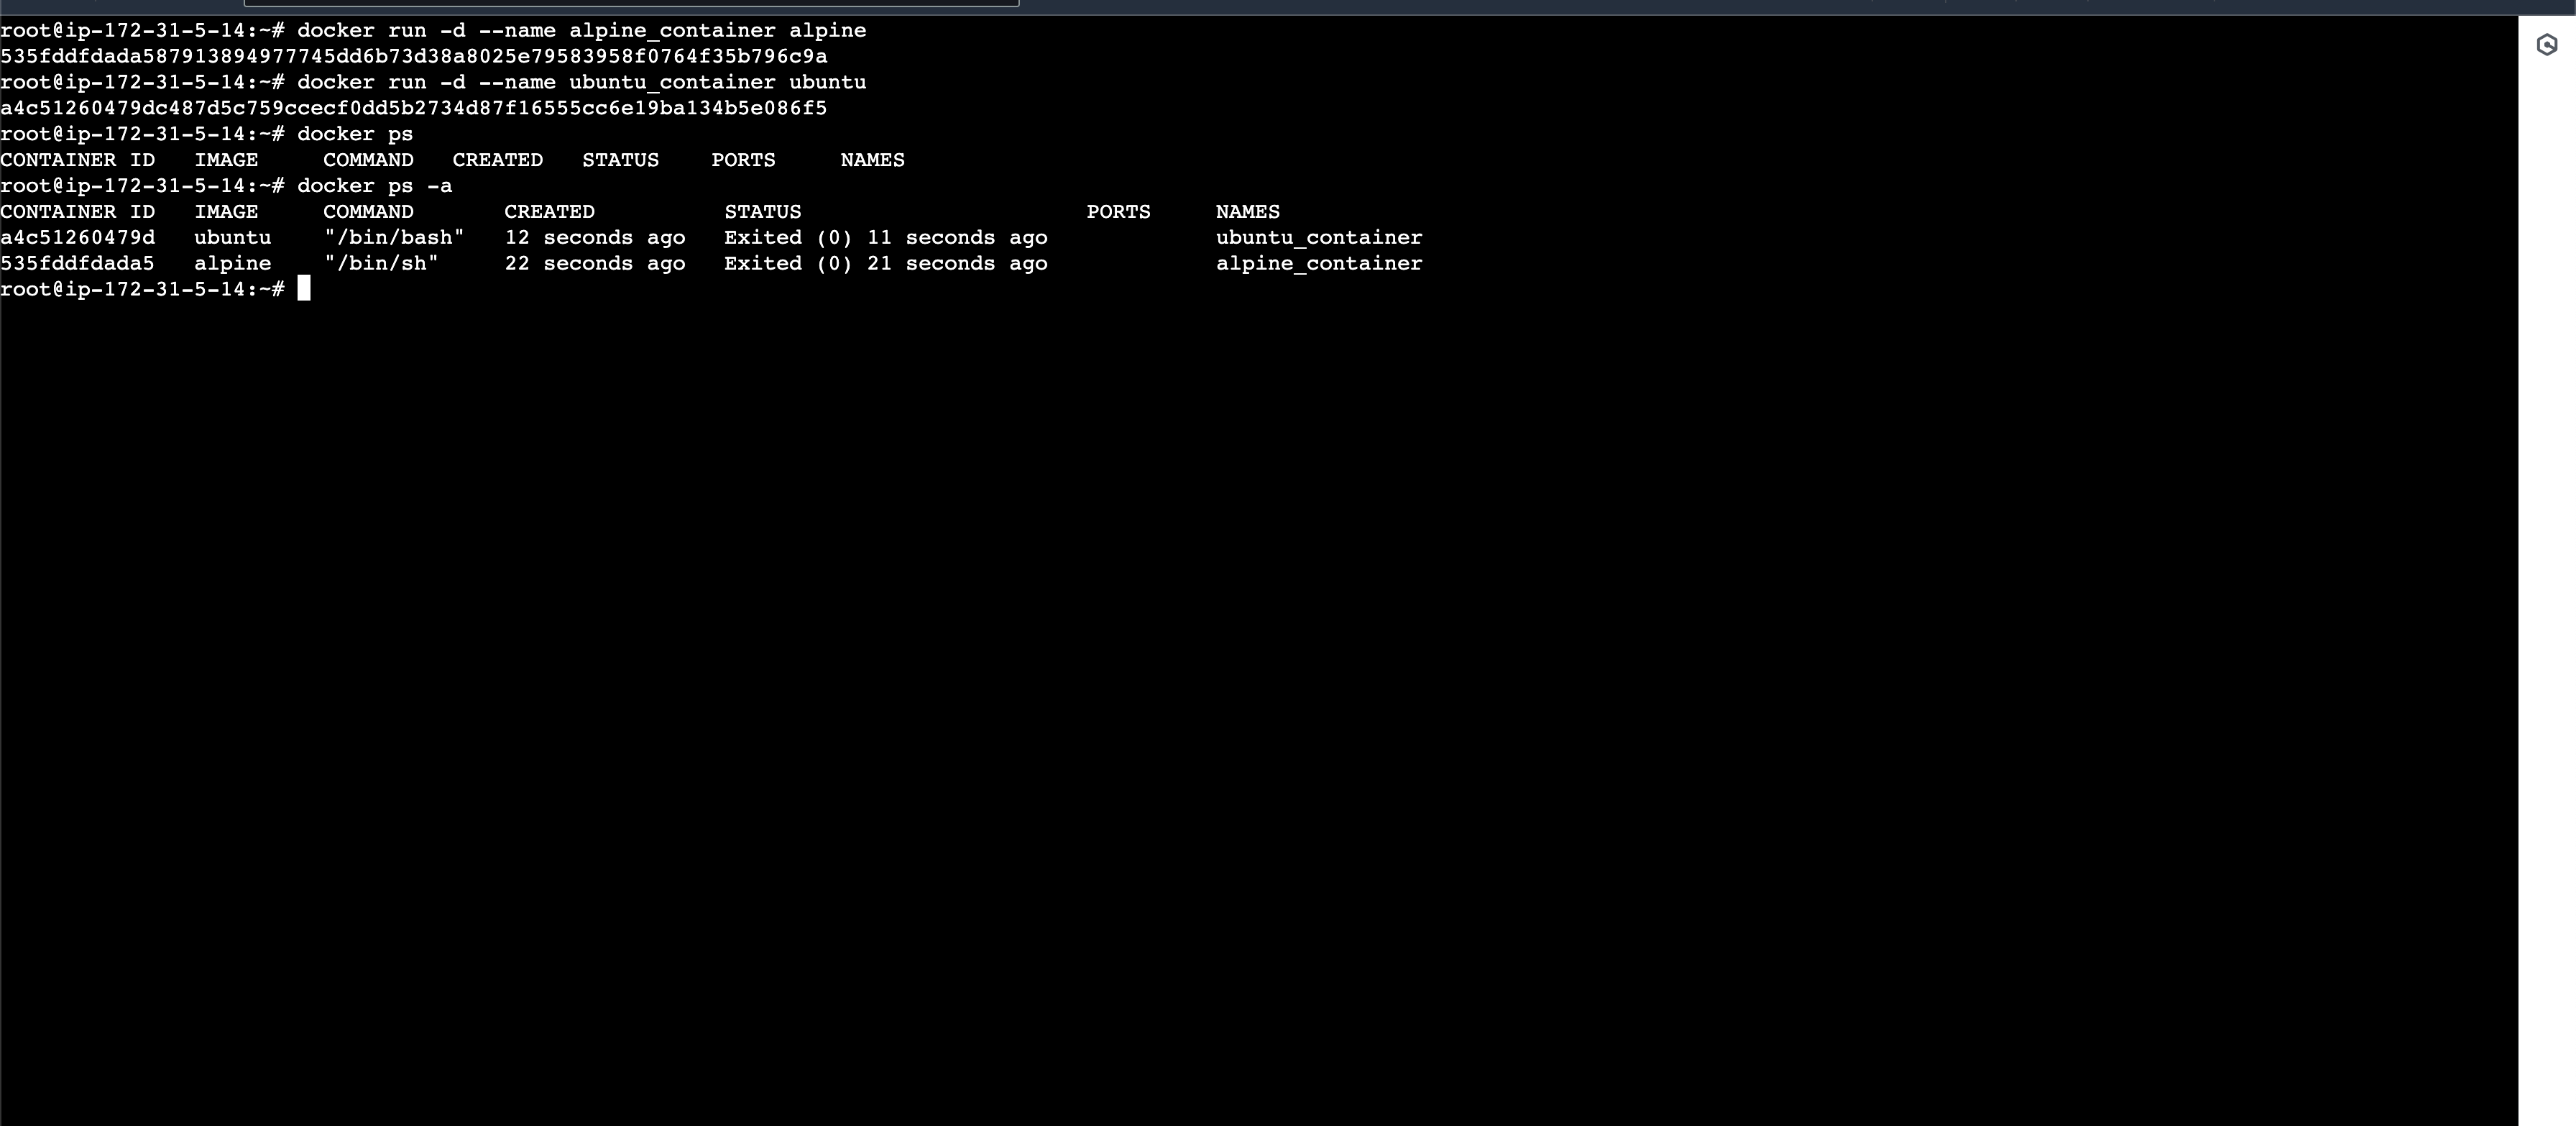 root@ip-172-31-5-14:~# docker run -d --name alpine_container alpine
535fddfdada587913894977745dd6b73d38a8025e79583958f0764f35b796c9a
root@ip-172-31-5-14:~# docker run -d --name ubuntu_container ubuntu
a4c51260479dc487d5c759ccecf0dd5b2734d87f16555cc6e19ba134b5e086f5
root@ip-172-31-5-14:~# docker ps
CONTAINER ID   IMAGE     COMMAND   CREATED   STATUS    PORTS     NAMES
root@ip-172-31-5-14:~# docker ps -a
CONTAINER ID   IMAGE     COMMAND       CREATED          STATUS                      PORTS     NAMES
a4c51260479d   ubuntu    "/bin/bash"   12 seconds ago   Exited (0) 11 seconds ago             ubuntu_container
535fddfdada5   alpine    "/bin/sh"     22 seconds ago   Exited (0) 21 seconds ago             alpine_container
root@ip-172-31-5-14:~#